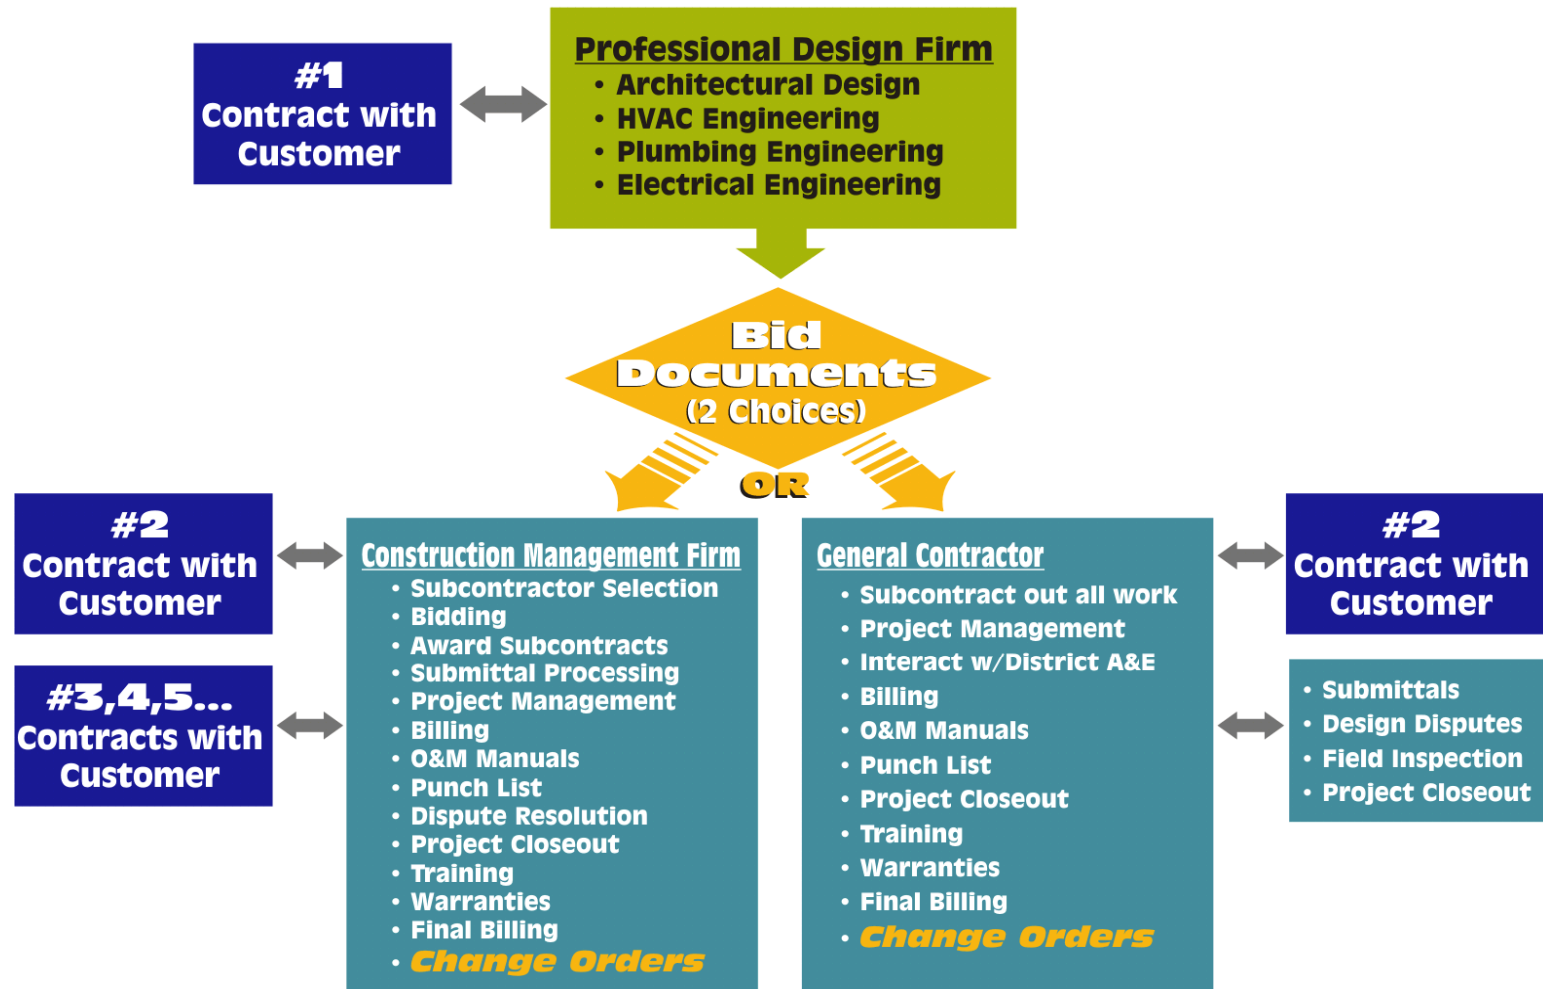 #1
Contract with
Customer
Professional Design Firm
• Architectural Design
• HVAC Engineering
• Plumbing Engineering
• Electrical Engineering
Bid
Documents
(2 Choices)
OR
#2
Contract with
Customer
#3,4,5...
Contracts with
Customer
Construction Management Firm
• Subcontractor Selection
• Bidding
• Award Subcontracts
• Submittal Processing
• Project Management
• Billing
• O&M Manuals
• Punch List
• Dispute Resolution
• Project Closeout
• Training
• Warranties
• Final Billing
• Change Orders
General Contractor
• Subcontract out all work
• Project Management
• Interact w/District A&E
• Billing
• O&M Manuals
• Punch List
• Project Closeout
• Training
• Warranties
• Final Billing
• Change Orders
#2
Contract with
Customer
• Submittals
• Design Disputes
• Field Inspection
• Project Closeout